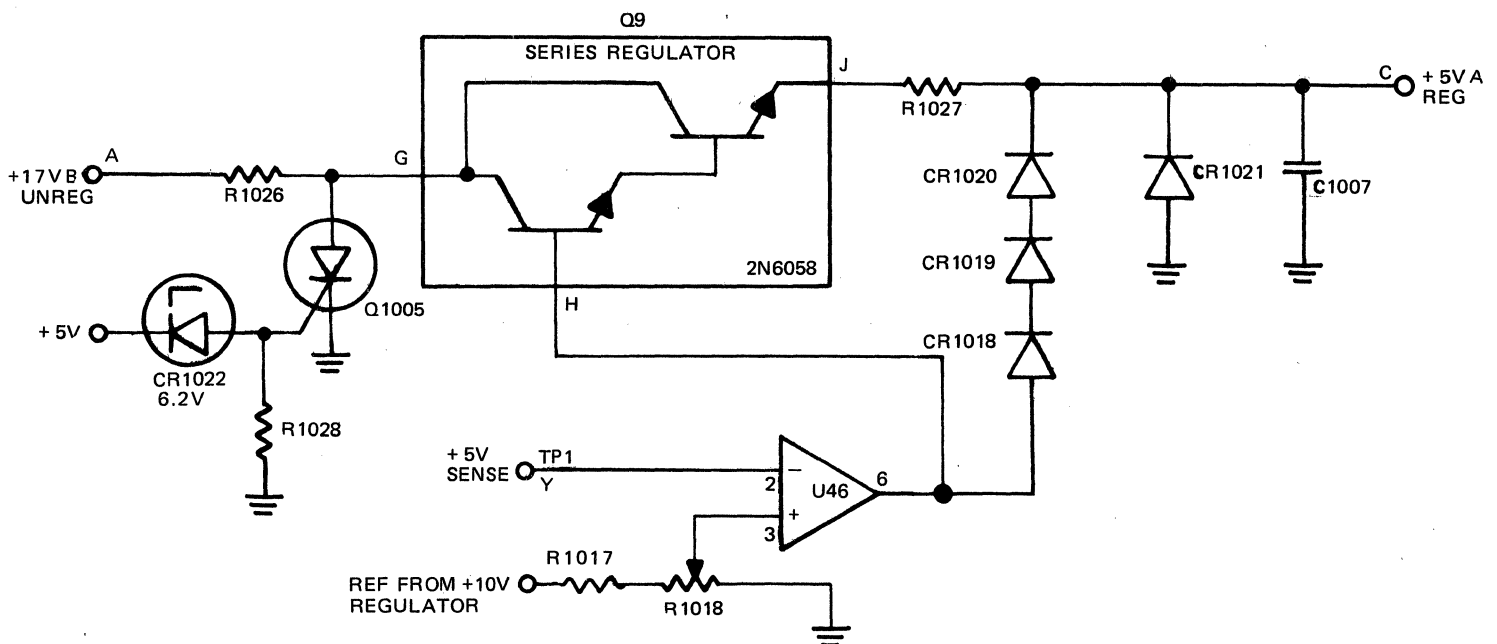 Q9
SERIES REGULATOR
J
C
+ 5V A
REG
R1027
A
+17V B
UNREG
R1026
G
CR1020
CR1021
C1007
CR1019
2N6058
H
Q1005
+ 5V
CR1022
6.2V
CR1018
R1028
+ 5V
SENSE
TP1
Y
2
−
U46
6
+
3
R1017
REF FROM +10V
REGULATOR
R1018